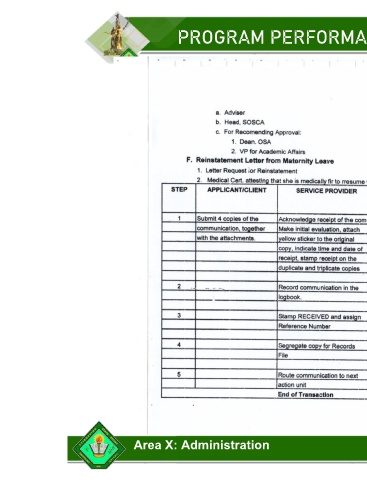 PROGRAM PERFORMA
a. Adviser
b. Head, SOSCA
c. For Recomending Approval:
1. Dean, OSA
2. VP for Academic Affairs
F. Reinstatement Letter from Maternity Leave
1. Letter Request for Reinstatement
2. Medical Cert. attesting that she is medically fir to resume
STEP APPLICANT/CLIENT SERVICE PROVIDER
1 Submit 4 copies of the Acknowledge receipt of the com
communication, together Make initial evaluation, attach
with the attachments. yellow sticker to the original
copy, indicate time and date of
receipt, stamp receipt on the
duplicate and triplicate copies
2 Record communication in the
logbook.
3 Stamp RECEIVED and assign
Reference Number
4 Segregate copy for Records
File
5 Route communication to next
action unit
End of Transaction
Area X: Administration